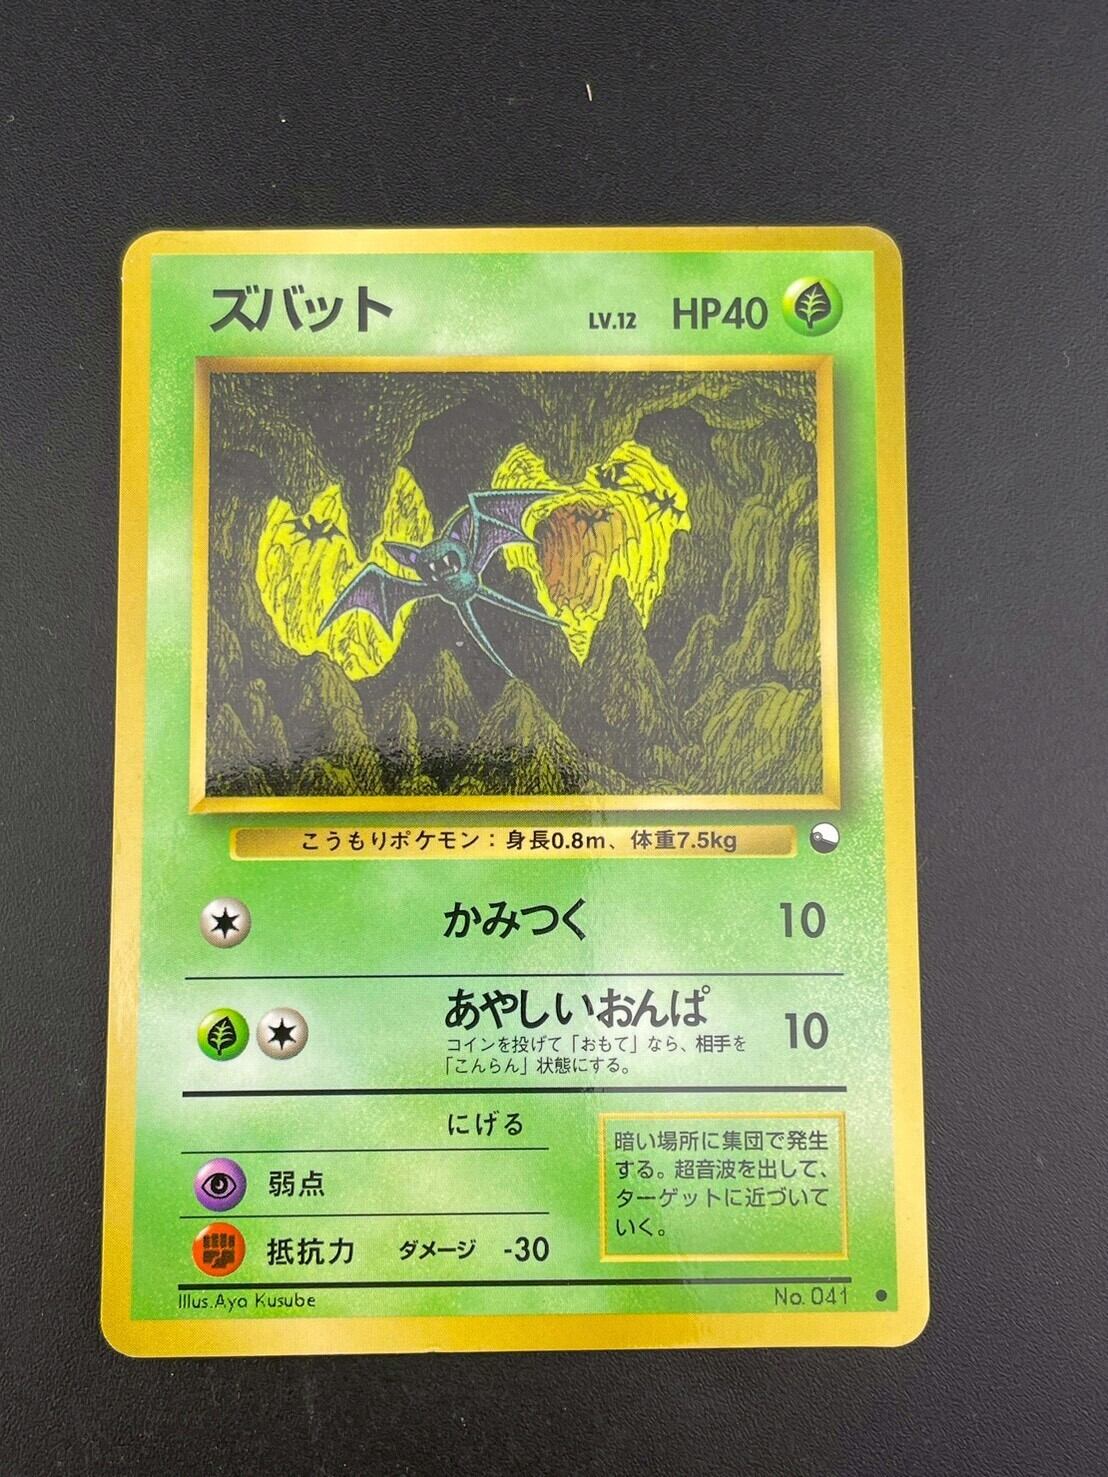 ズバット LV.12 HP40
こうもりポケモン：身長0.8m、体重7.5kg
かみつく 10
あやしいおんぱ 10
コインを投げて「おもて」なら、相手を
「こんらん」状態にする。
にげる
弱点
抵抗力 ダメージ -30
暗い場所に集団で発生
する。超音波を出して、
ターゲットに近づいて
いく。
Illus.Aya Kusube No. 041